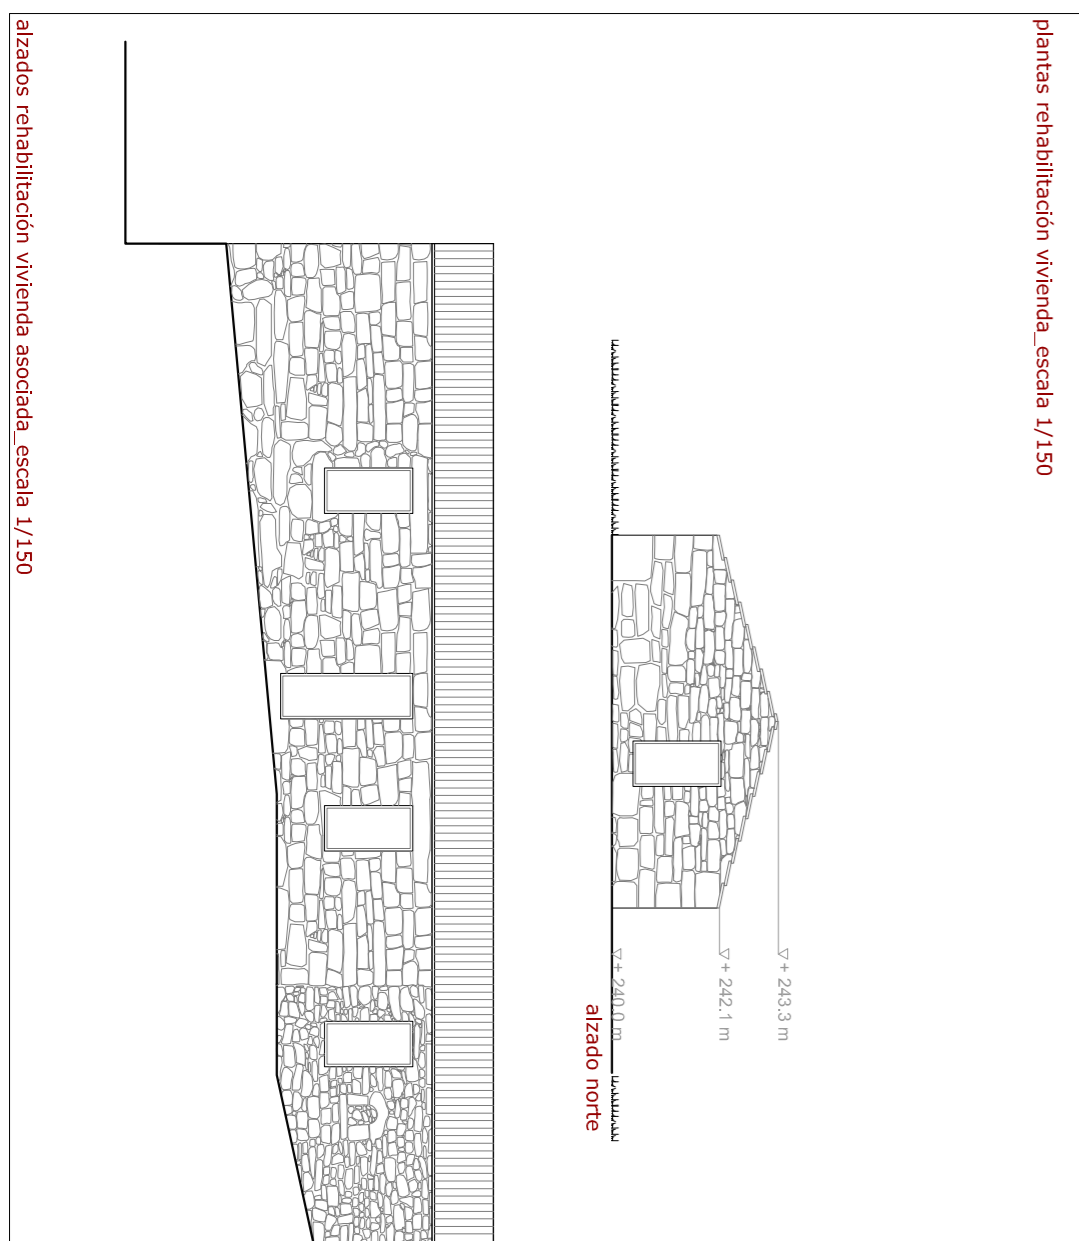 plantas rehabilitación vivienda_escala 1/150
+ 243.3 m
+ 242.1 m
+ 240.0 m
alzado norte
alzados rehabilitación vivienda asociada_escala 1/150